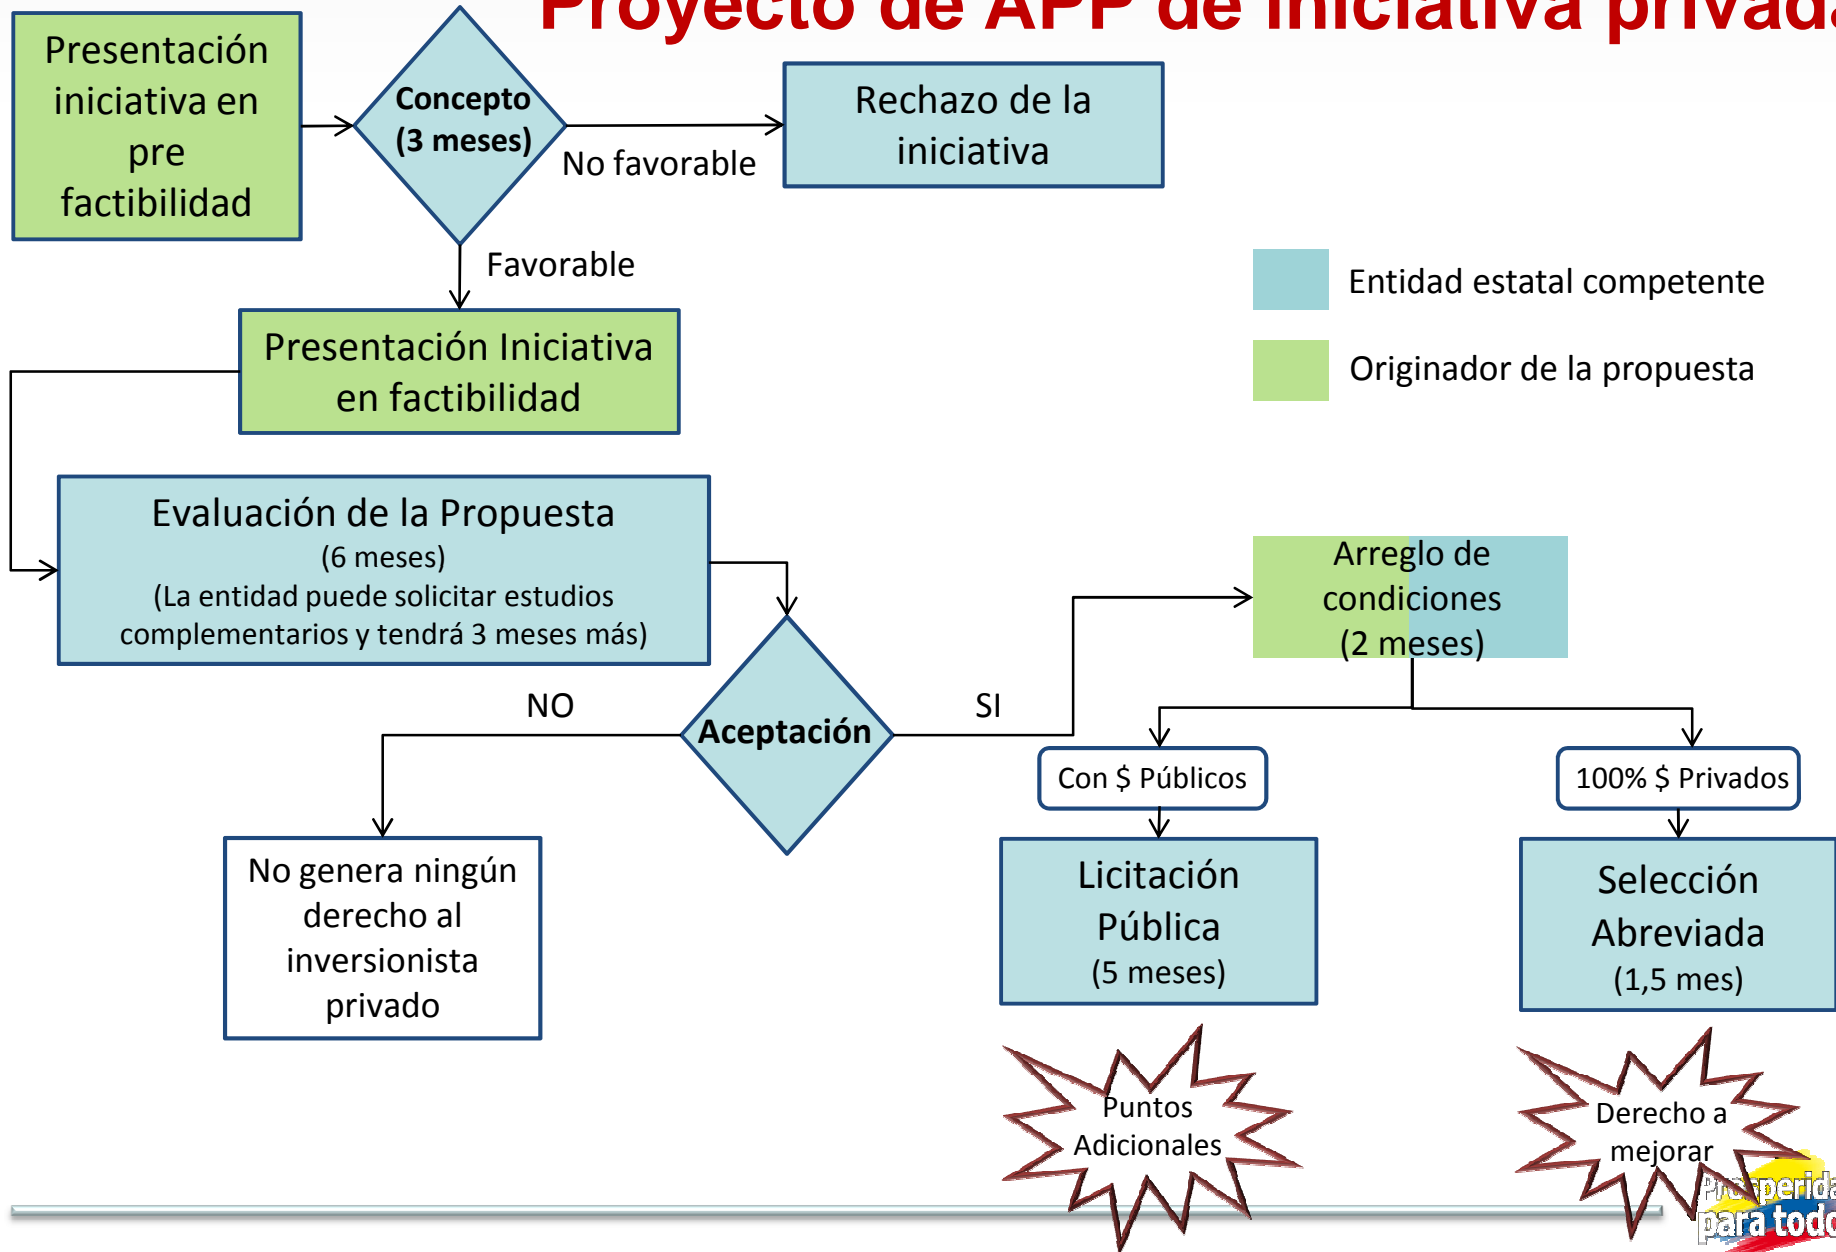 Proyecto de APP de iniciativa privada
Presentación
iniciativa en
pre
factibilidad
Concepto
(3 meses)
No favorable
Rechazo de la
iniciativa
Favorable
Presentación Iniciativa
en factibilidad
Entidad estatal competente
Originador de la propuesta
Evaluación de la Propuesta
(6 meses)
(La entidad puede solicitar estudios
complementarios y tendrá 3 meses más)
Aceptación
NO
SI
Arreglo de
condiciones
(2 meses)
No genera ningún
derecho al
inversionista
privado
Con $ Públicos
100% $ Privados
Licitación
Pública
(5 meses)
Selección
Abreviada
(1,5 mes)
Puntos
Adicionales
Derecho a
mejorar
Prosperida
para todo